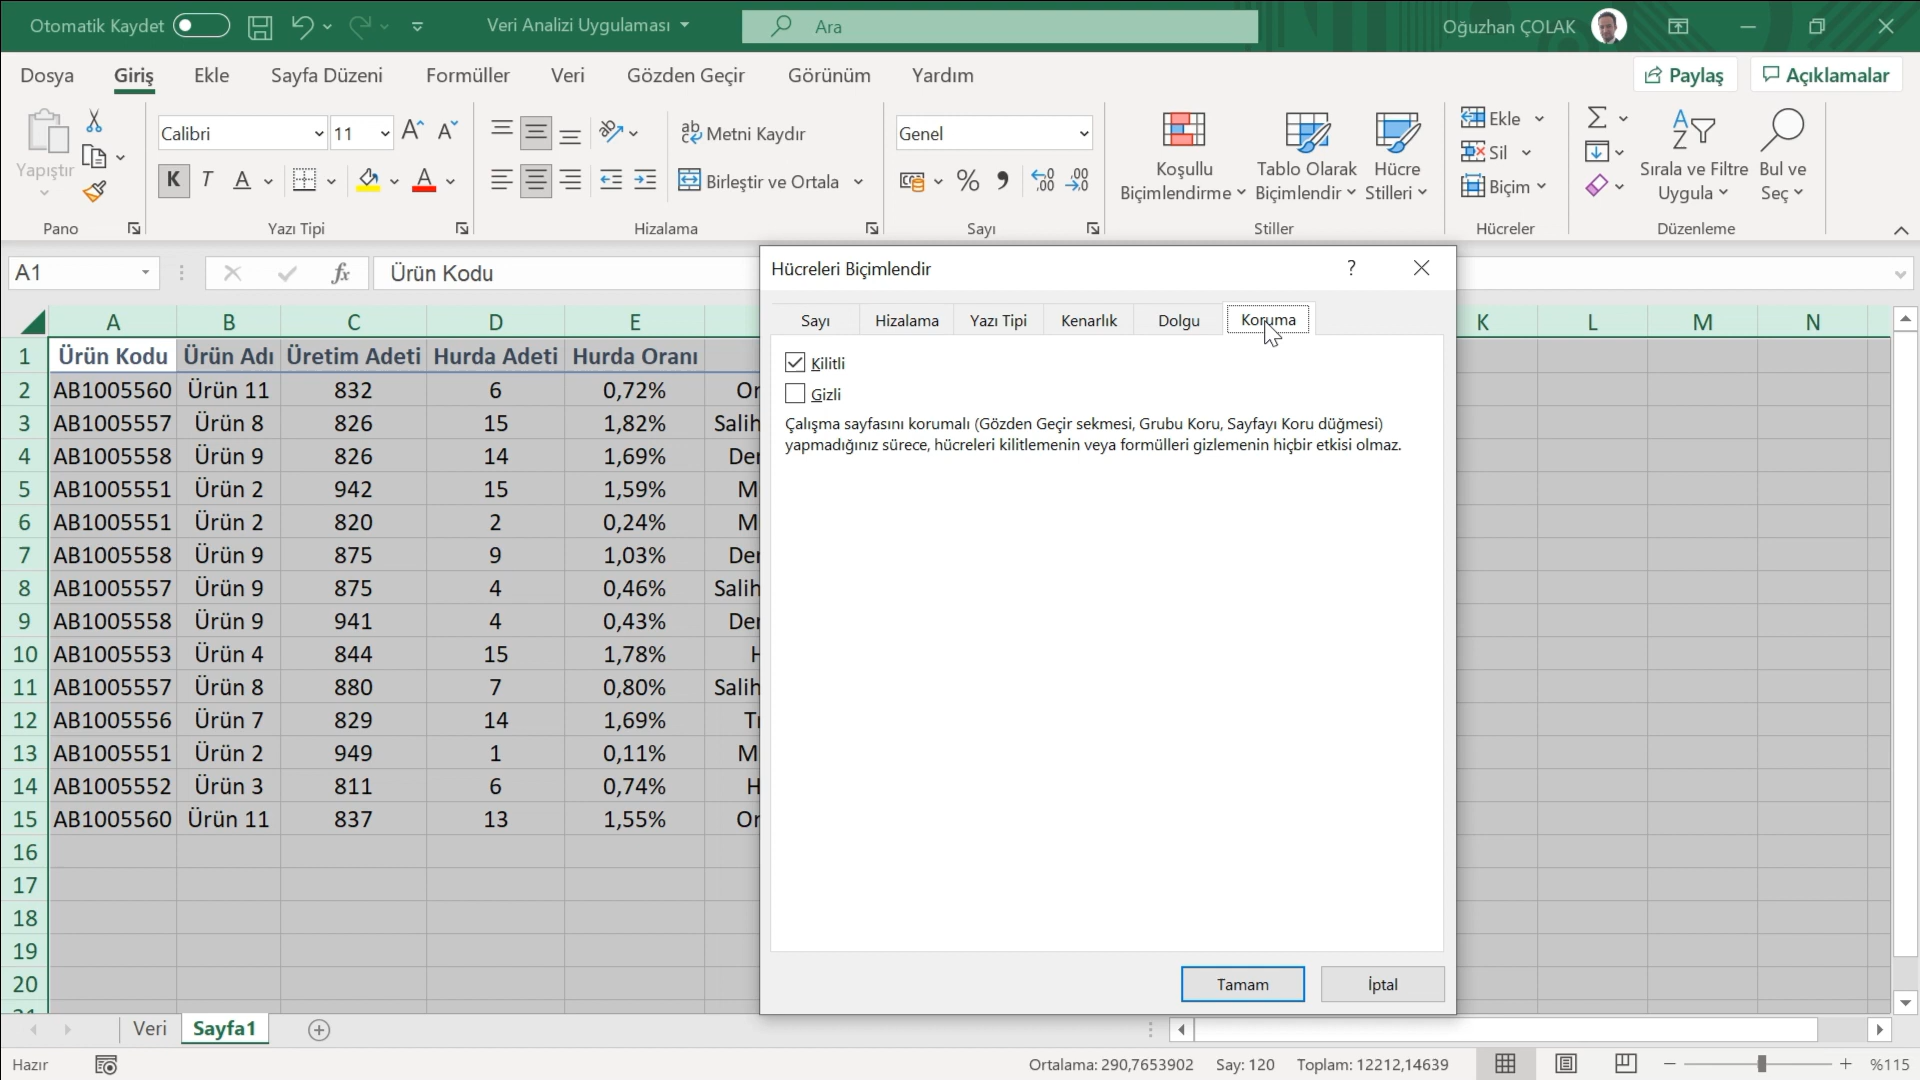 Otomatik Kaydet
Veri Analizi Uygulaması
Ara
Oğuzhan ÇOLAK
Dosya Giriş Ekle Sayfa Düzeni Formüller Veri Gözden Geçir Görünüm Yardım
Paylaş Açıklamalar
Yapıştır
Calibri 11
K T A A
Metni Kaydır
Birleştir ve Ortala
Genel
Koşullu
Biçimlendirme
Tablo Olarak
Biçimlendir
Hücre
Stilleri
Ekle
Sil
Biçim
Sırala ve Filtre
Uygula
Bul ve
Seç
Pano Yazı Tipi Hizalama Sayı Stiller Hücreler Düzenleme
A1 fx Ürün Kodu
Hücreleri Biçimlendir ?
Sayı Hizalama Yazı Tipi Kenarlık Dolgu Koruma
Kilitli
Gizli
Çalışma sayfasını korumalı (Gözden Geçir sekmesi, Grubu Koru, Sayfayı Koru düğmesi)
yapmadığınız sürece, hücreleri kilitlemenin veya formülleri gizlemenin hiçbir etkisi olmaz.
Tamam İptal
A B C D E K L M N
1 Ürün Kodu Ürün Adı Üretim Adeti Hurda Adeti Hurda Oranı
2 AB1005560 Ürün 11 832 6 0,72%
3 AB1005557 Ürün 8 826 15 1,82% Salih
4 AB1005558 Ürün 9 826 14 1,69%
5 AB1005551 Ürün 2 942 15 1,59%
6 AB1005551 Ürün 2 820 2 0,24%
7 AB1005558 Ürün 9 875 9 1,03%
8 AB1005557 Ürün 9 875 4 0,46% Salih
9 AB1005558 Ürün 9 941 4 0,43%
10 AB1005553 Ürün 4 844 15 1,78%
11 AB1005557 Ürün 8 880 7 0,80% Salih
12 AB1005556 Ürün 7 829 14 1,69%
13 AB1005551 Ürün 2 949 1 0,11%
14 AB1005552 Ürün 3 811 6 0,74%
15 AB1005560 Ürün 11 837 13 1,55%
16
17
18
19
20
Veri Sayfa1
Hazır
Ortalama: 290,7653902 Say: 120 Toplam: 12212,14639
%115